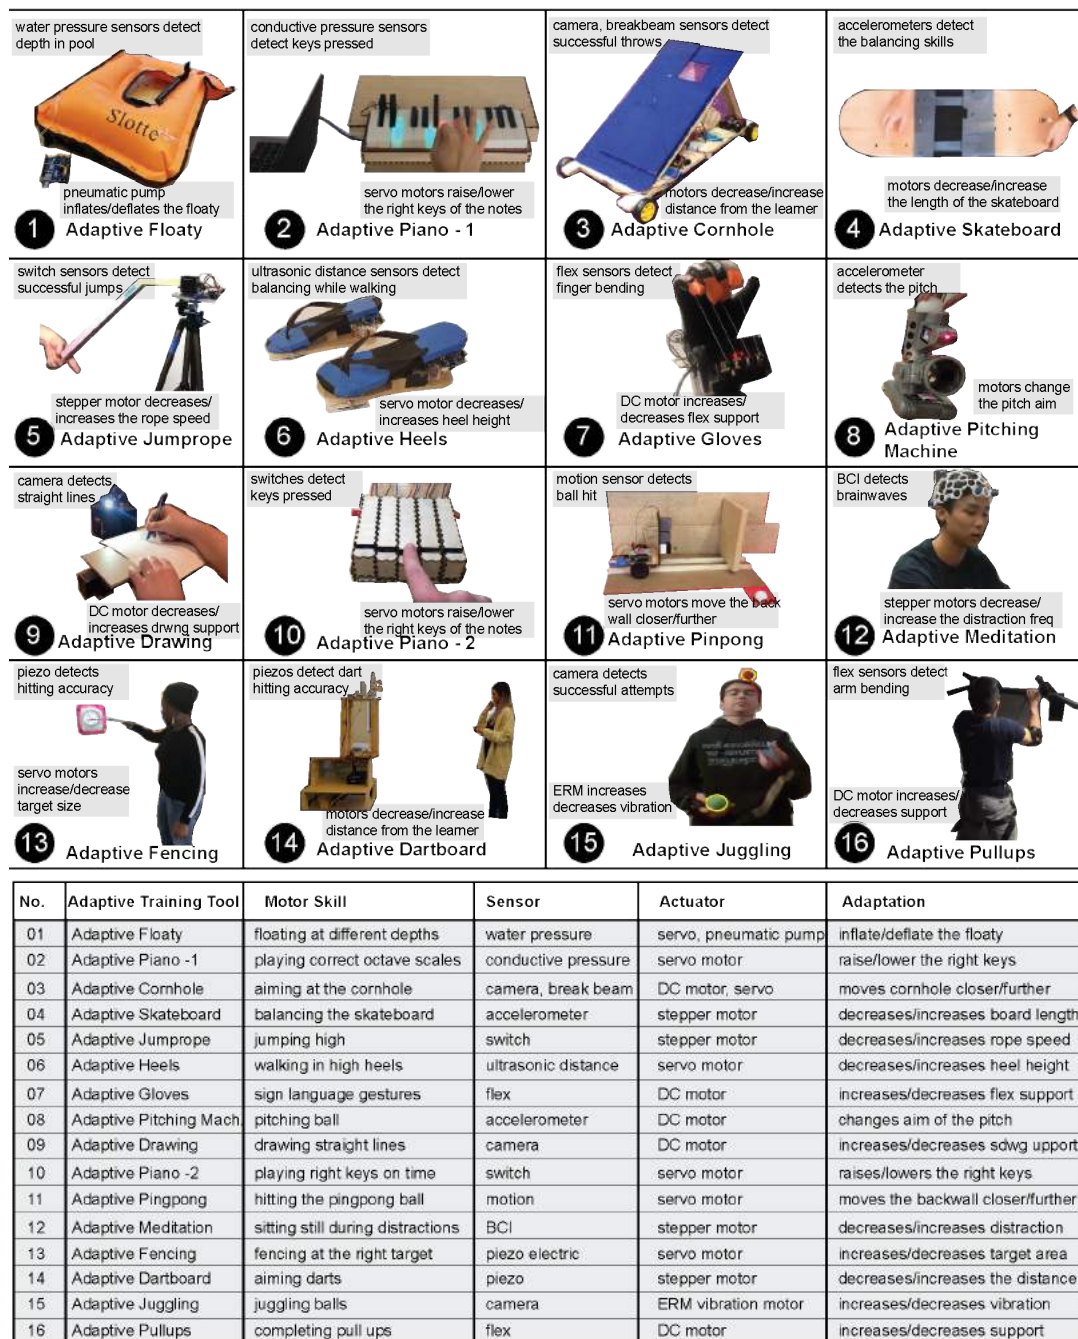 water pressure sensors detect
depth in pool
Slotte
pneumatic pump
inflates/deflates the floaty
1 Adaptive Floaty
conductive pressure sensors
detect keys pressed
servo motors raise/lower
the right keys of the notes
2 Adaptive Piano - 1
camera, breakbeam sensors detect
successful throws
motors decrease/increase
distance from the learner
3 Adaptive Cornhole
accelerometers detect
the balancing skills
motors decrease/increase
the length of the skateboard
4 Adaptive Skateboard
switch sensors detect
successful jumps
stepper motor decreases/
increases the rope speed
5 Adaptive Jumprope
ultrasonic distance sensors detect
balancing while walking
servo motor decreases/
increases heel height
6 Adaptive Heels
flex sensors detect
finger bending
DC motor increases/
decreases flex support
7 Adaptive Gloves
accelerometer
detects the pitch
motors change
the pitch aim
8 Adaptive Pitching
Machine
camera detects
straight lines
DC motor decreases/
increases drwng support
9 Adaptive Drawing
switches detect
keys pressed
servo motors raise/lower
the right keys of the notes
10 Adaptive Piano - 2
motion sensor detects
ball hit
servo motors move the back
wall closer/further
11 Adaptive Pinpong
BCI detects
brainwaves
stepper motors decrease/
increase the distraction freq
12 Adaptive Meditation
piezo detects
hitting accuracy
servo motors
increase/decrease
target size
13 Adaptive Fencing
piezos detect dart
hitting accuracy
motors decrease/increase
distance from the learner
14 Adaptive Dartboard
camera detects
successful attempts
ERM increases
decreases vibration
15 Adaptive Juggling
flex sensors detect
arm bending
DC motor increases/
decreases support
16 Adaptive Pullups
No. Adaptive Training Tool Motor Skill Sensor Actuator Adaptation
01 Adaptive Floaty floating at different depths water pressure servo, pneumatic pump inflate/deflate the floaty
02 Adaptive Piano -1 playing correct octave scales conductive pressure servo motor raise/lower the right keys
03 Adaptive Cornhole aiming at the cornhole camera, break beam DC motor, servo moves cornhole closer/further
04 Adaptive Skateboard balancing the skateboard accelerometer stepper motor decreases/increases board length
05 Adaptive Jumprope jumping high switch stepper motor decreases/increases rope speed
06 Adaptive Heels walking in high heels ultrasonic distance servo motor decreases/increases heel height
07 Adaptive Gloves sign language gestures flex DC motor increases/decreases flex support
08 Adaptive Pitching Mach. pitching ball accelerometer DC motor changes aim of the pitch
09 Adaptive Drawing drawing straight lines camera DC motor increases/decreases sdwg upport
10 Adaptive Piano -2 playing right keys on time switch servo motor raises/lowers the right keys
11 Adaptive Pingpong hitting the pingpong ball motion servo motor moves the backwall closer/further
12 Adaptive Meditation sitting still during distractions BCI stepper motor decreases/increases distraction
13 Adaptive Fencing fencing at the right target piezo electric servo motor increases/decreases target area
14 Adaptive Dartboard aiming darts piezo stepper motor decreases/increases the distance
15 Adaptive Juggling juggling balls camera ERM vibration motor increases/decreases vibration
16 Adaptive Pullups completing pull ups flex DC motor increases/decreases support